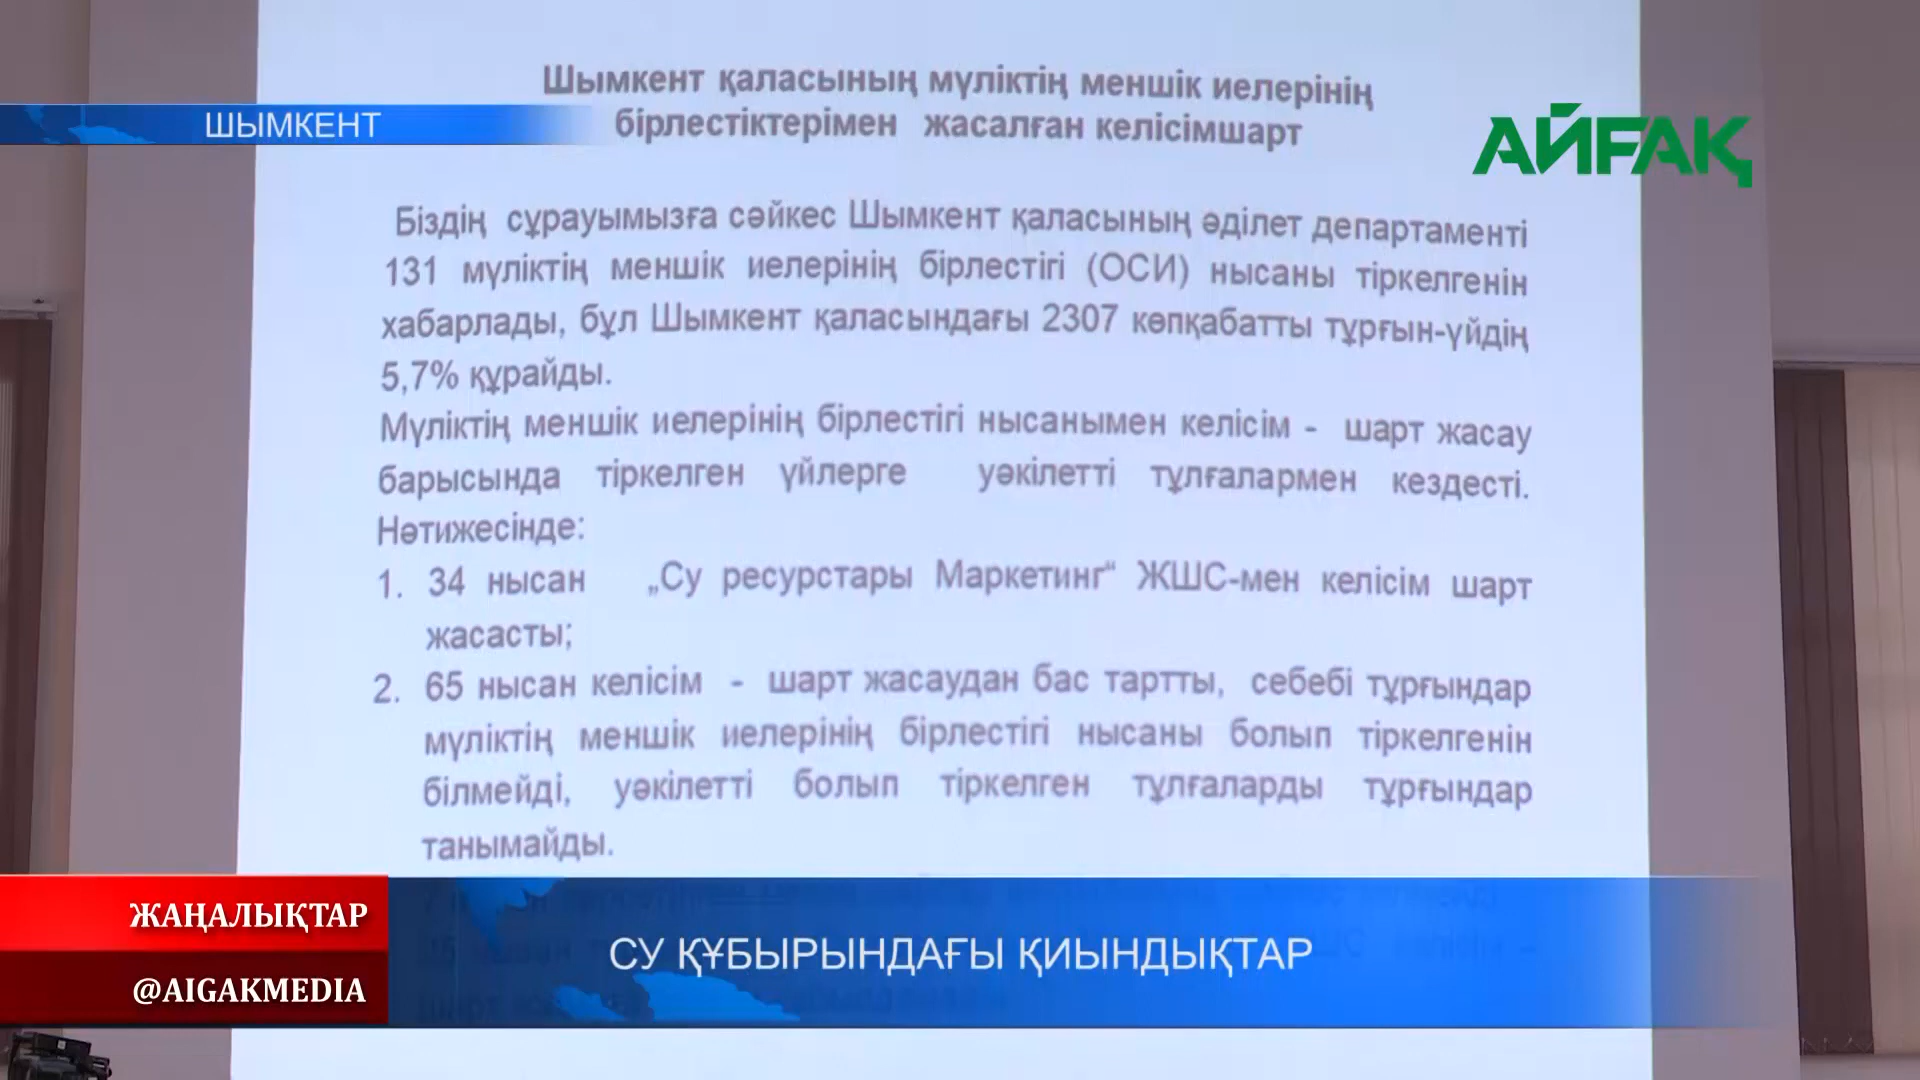 Шымкент қаласының мүліктің меншік иелерінің
бірлестіктерімен жасалған келісімшарт
ШЫМКЕНТ
АЙҒАҚ
Біздің сұрауымызға сәйкес Шымкент қаласының әділет департаменті
131 мүліктің меншік иелерінің бірлестігі (ОСИ) нысаны тіркелгенін
хабарлады, бұл Шымкент қаласындағы 2307 көпқабатты тұрғын-үйдің
5,7% құрайды.
Мүліктің меншік иелерінің бірлестігі нысанымен келісім - шарт жасау
барысында тіркелген үйлерге уәкілетті тұлғалармен кездесті.
Нәтижесінде:
1. 34 нысан „Су ресурстары Маркетинг“ ЖШС-мен келісім шарт
жасасты;
2. 65 нысан келісім - шарт жасаудан бас тартты, себебі тұрғындар
мүліктің меншік иелерінің бірлестігі нысаны болып тіркелгенін
білмейді, уәкілетті болып тіркелген тұлғаларды тұрғындар
танымайды.
ЖАҢАЛЫҚТАР
@AIGAKMEDIA
СУ ҚҰБЫРЫНДАҒЫ ҚИЫНДЫҚТАР